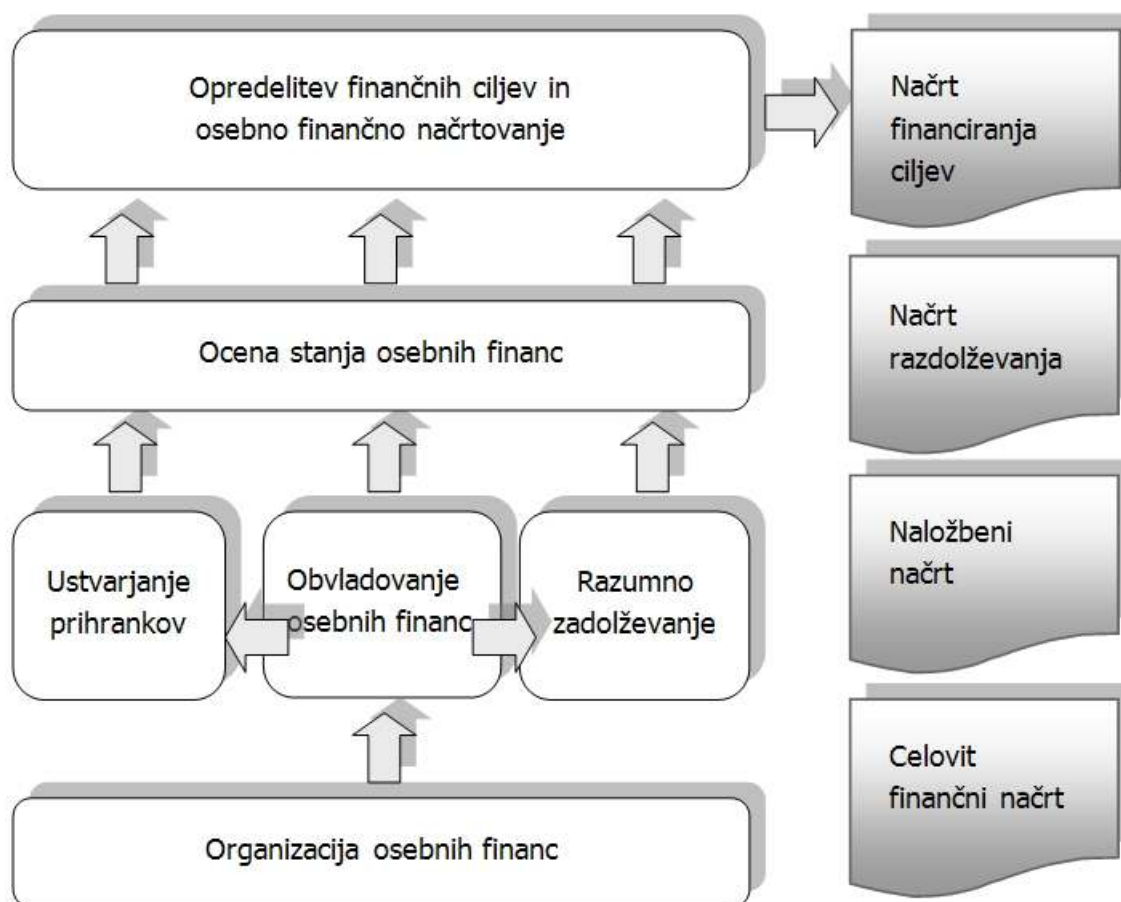 Opredelitev finančnih ciljev in
osebno finančno načrtovanje
Načrt
financiranja
ciljev
Ocena stanja osebnih financ
Načrt
razdolževanja
Ustvarjanje
prihrankov
Obvladovanje
osebnih financ
Razumno
zadolževanje
Naložbeni
načrt
Organizacija osebnih financ
Celovit
finančni načrt